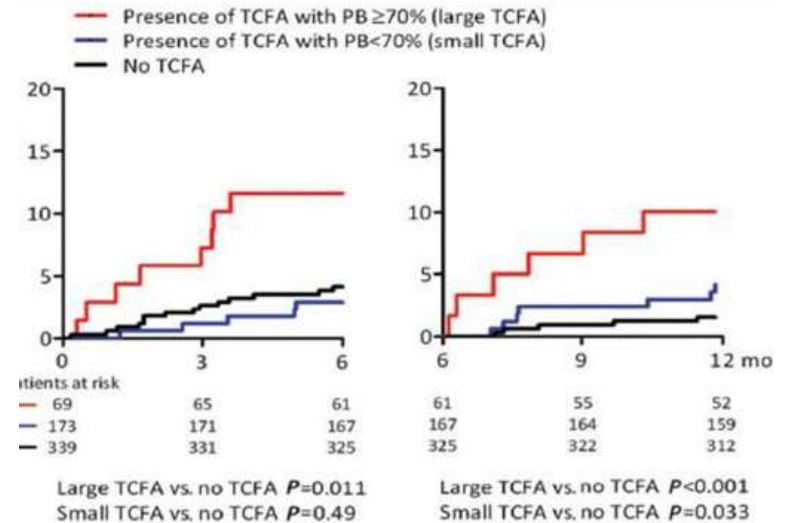 Presence of TCFA with PB ≥70% (large TCFA)
Presence of TCFA with PB<70% (small TCFA)
No TCFA
20
15
10
5
0
0 3 6
20
15
10
5
0
6 9 12 mo
atients at risk
69 65 61
173 171 167
339 331 325
61 55 52
167 164 159
325 322 312
Large TCFA vs. no TCFA P=0.011
Small TCFA vs. no TCFA P=0.49
Large TCFA vs. no TCFA P<0.001
Small TCFA vs. no TCFA P=0.033